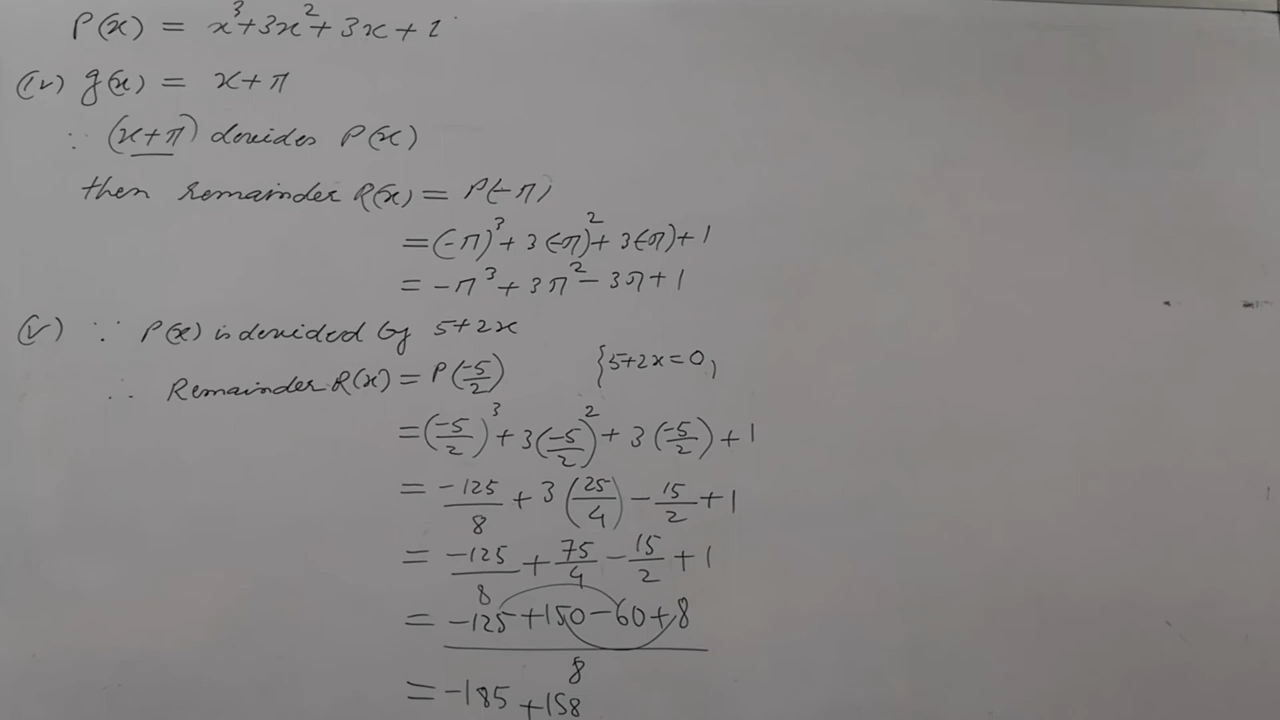 P(x) = x³+3x²+3x+1
(iv) g(x) = x+π
∵ (x+π) devides P(x)
then remainder R(x) = P(-π)
= (-π)³+3(-π)²+3(-π)+1
= -π³+3π²-3π+1
(v) ∵ P(x) is devided by 5+2x
∴ Remainder R(x) = P(-5/2) {5+2x=0,
= (-5/2)³+3(-5/2)²+3(-5/2)+1
= -125/8+3(25/4)-15/2+1
= -125/8+75/4-15/2+1
= (-125+150-60+8)/8
= -185+158